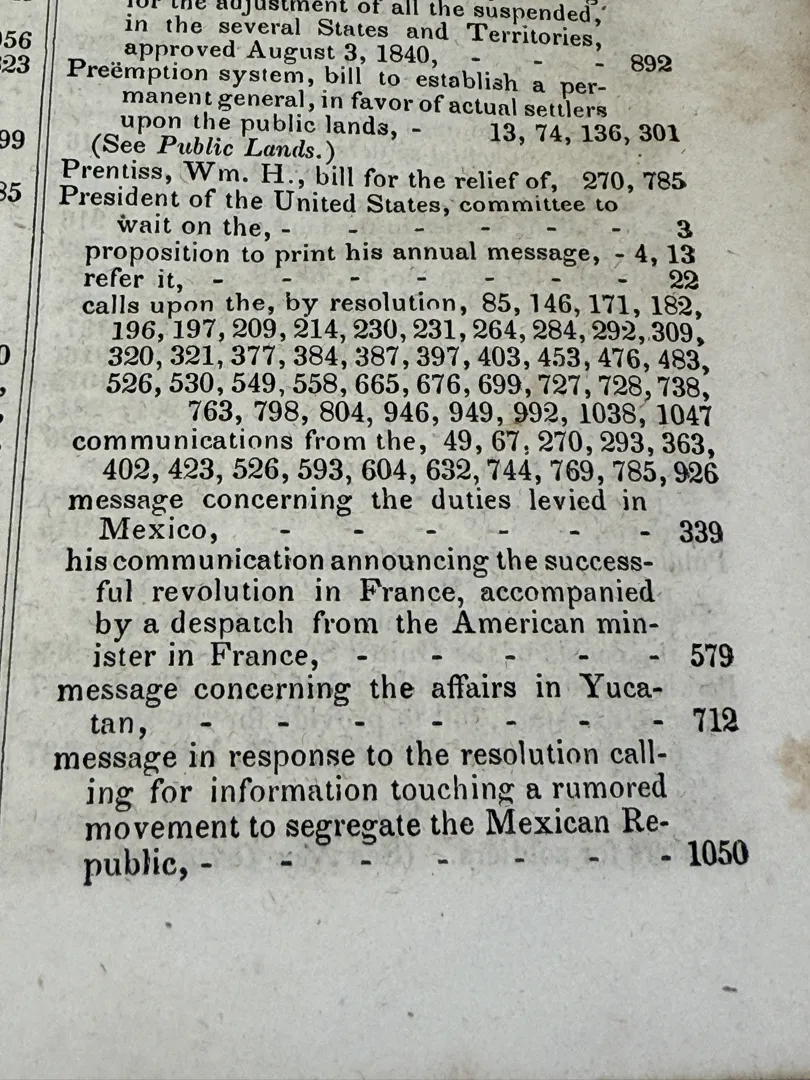 for the adjustment of all the suspended,
in the several States and Territories,
approved August 3, 1840, - - - 892
Preëmption system, bill to establish a per-
manent general, in favor of actual settlers
upon the public lands, - 13, 74, 136, 301
(See Public Lands.)
Prentiss, Wm. H., bill for the relief of, 270, 785
President of the United States, committee to
wait on the, - - - - - - 3
proposition to print his annual message, - 4, 13
refer it, - - - - - - - 22
calls upon the, by resolution, 85, 146, 171, 182,
196, 197, 209, 214, 230, 231, 264, 284, 292, 309,
320, 321, 377, 384, 387, 397, 403, 453, 476, 483,
526, 530, 549, 558, 665, 676, 699, 727, 728, 738,
763, 798, 804, 946, 949, 992, 1038, 1047
communications from the, 49, 67, 270, 293, 363,
402, 423, 526, 593, 604, 632, 744, 769, 785, 926
message concerning the duties levied in
Mexico, - - - - - - 339
his communication announcing the success-
ful revolution in France, accompanied
by a despatch from the American min-
ister in France, - - - - - 579
message concerning the affairs in Yuca-
tan, - - - - - - - 712
message in response to the resolution call-
ing for information touching a rumored
movement to segregate the Mexican Re-
public, - - - - - - - 1050